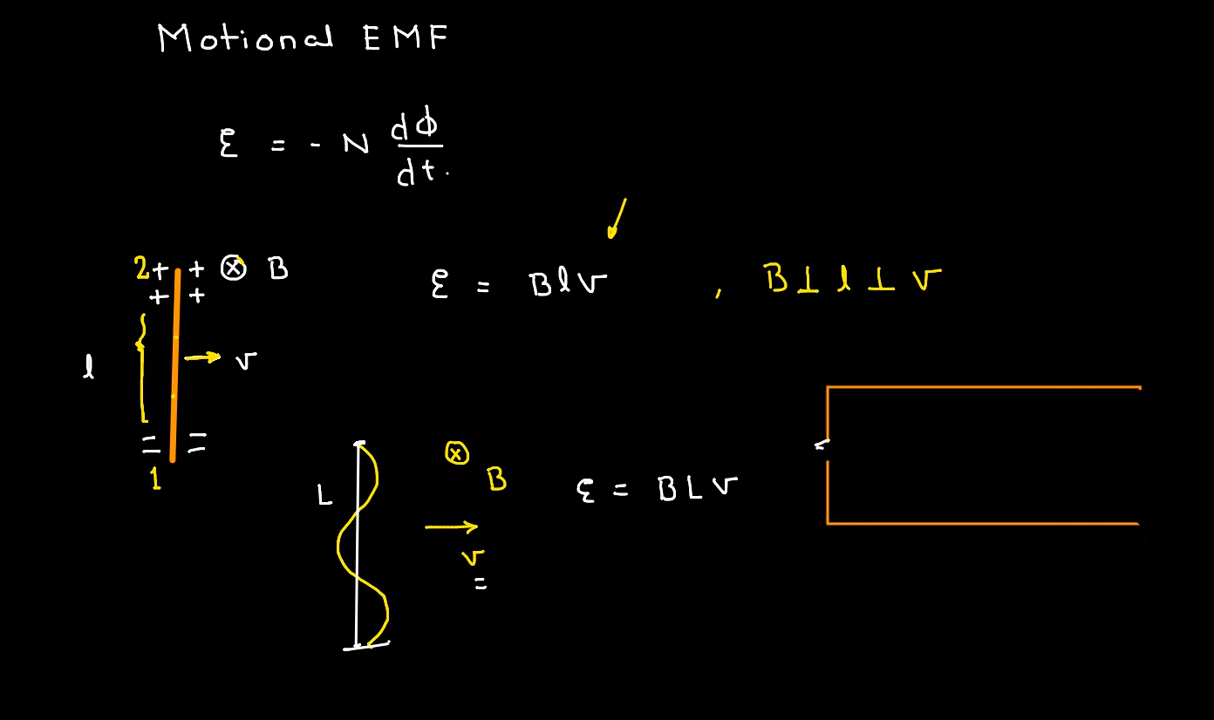 Motional EMF
ε = - N dΦ/dt
2 + + ⊗ B
+ +
ε = Blv , B ⊥ l ⊥ v
l v
= =
1
⊗ B
L
ε = BLv
v
=